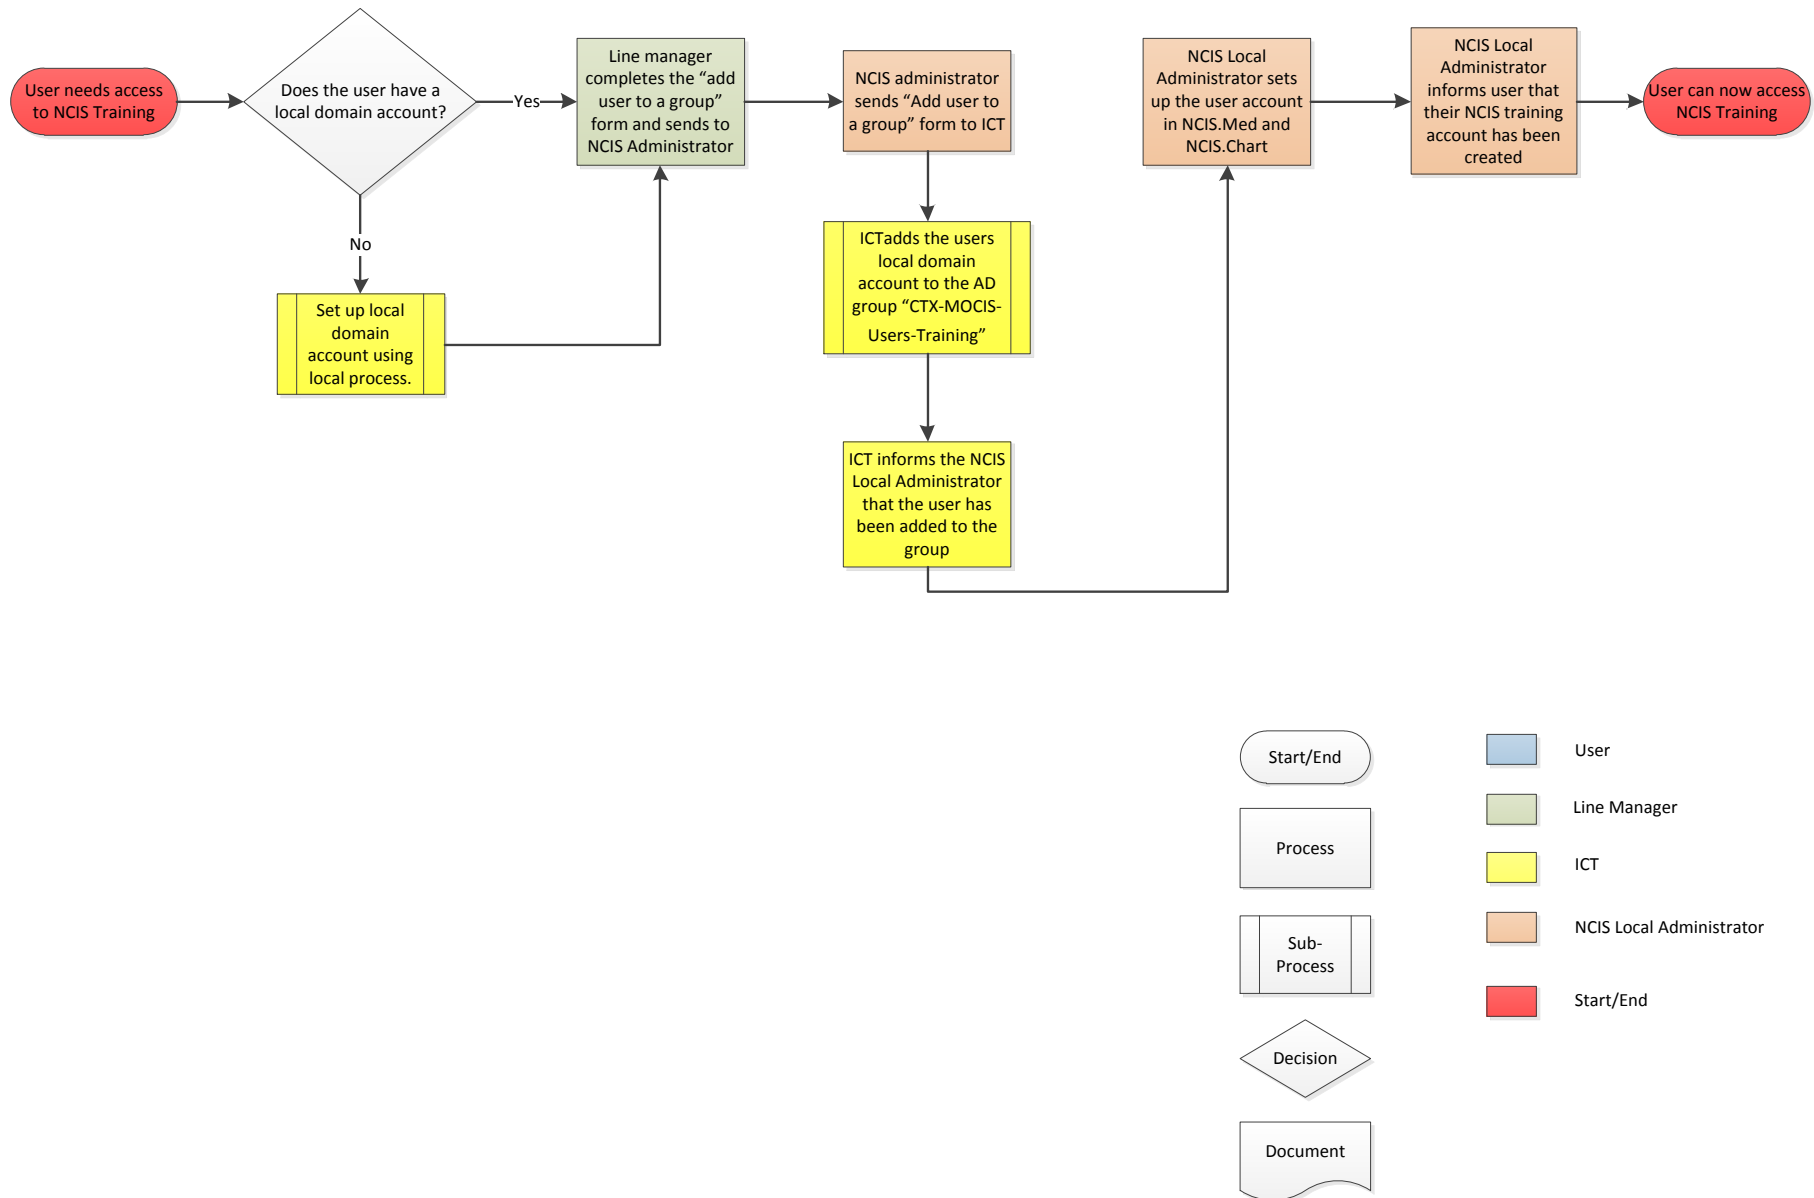 User needs access
to NCIS Training
Does the user have a
local domain account?
Yes
No
Set up local
domain
account using
local process.
Line manager
completes the “add
user to a group”
form and sends to
NCIS Administrator
NCIS administrator
sends “Add user to
a group” form to ICT
ICTadds the users
local domain
account to the AD
group “CTX-MOCIS-
Users-Training”
ICT informs the NCIS
Local Administrator
that the user has
been added to the
group
NCIS Local
Administrator sets
up the user account
in NCIS.Med and
NCIS.Chart
NCIS Local
Administrator
informs user that
their NCIS training
account has been
created
User can now access
NCIS Training
Start/End
Process
Sub-
Process
Decision
Document
User
Line Manager
ICT
NCIS Local Administrator
Start/End